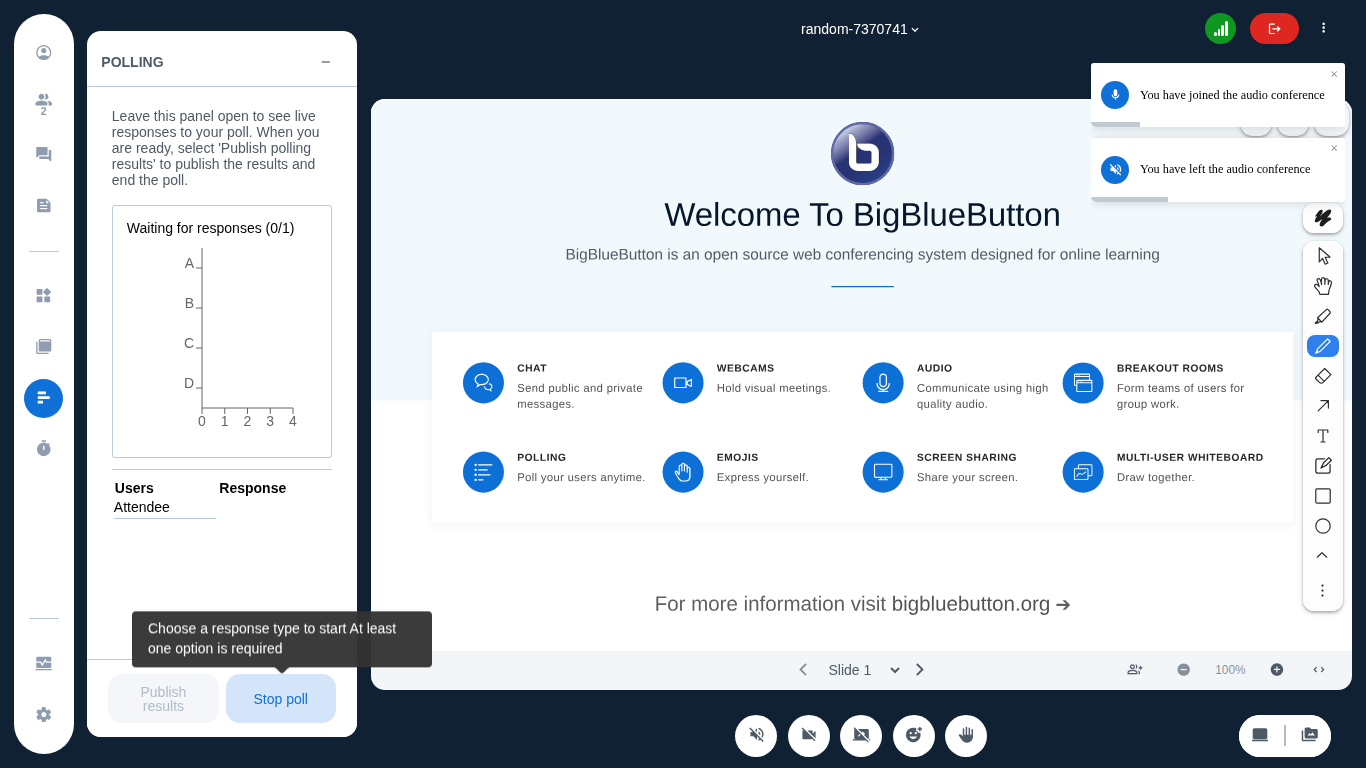 random-7370741
2
POLLING
Leave this panel open to see live
responses to your poll. When you
are ready, select 'Publish polling
results' to publish the results and
end the poll.
Waiting for responses (0/1)
A
B
C
D
0 1 2 3 4
Users Response
Attendee
Choose a response type to start At least
one option is required
Publish
results
Stop poll
You have joined the audio conference
You have left the audio conference
Welcome To BigBlueButton
BigBlueButton is an open source web conferencing system designed for online learning
CHAT
Send public and private
messages.
WEBCAMS
Hold visual meetings.
AUDIO
Communicate using high
quality audio.
BREAKOUT ROOMS
Form teams of users for
group work.
POLLING
Poll your users anytime.
EMOJIS
Express yourself.
SCREEN SHARING
Share your screen.
MULTI-USER WHITEBOARD
Draw together.
For more information visit bigbluebutton.org →
Slide 1
100%